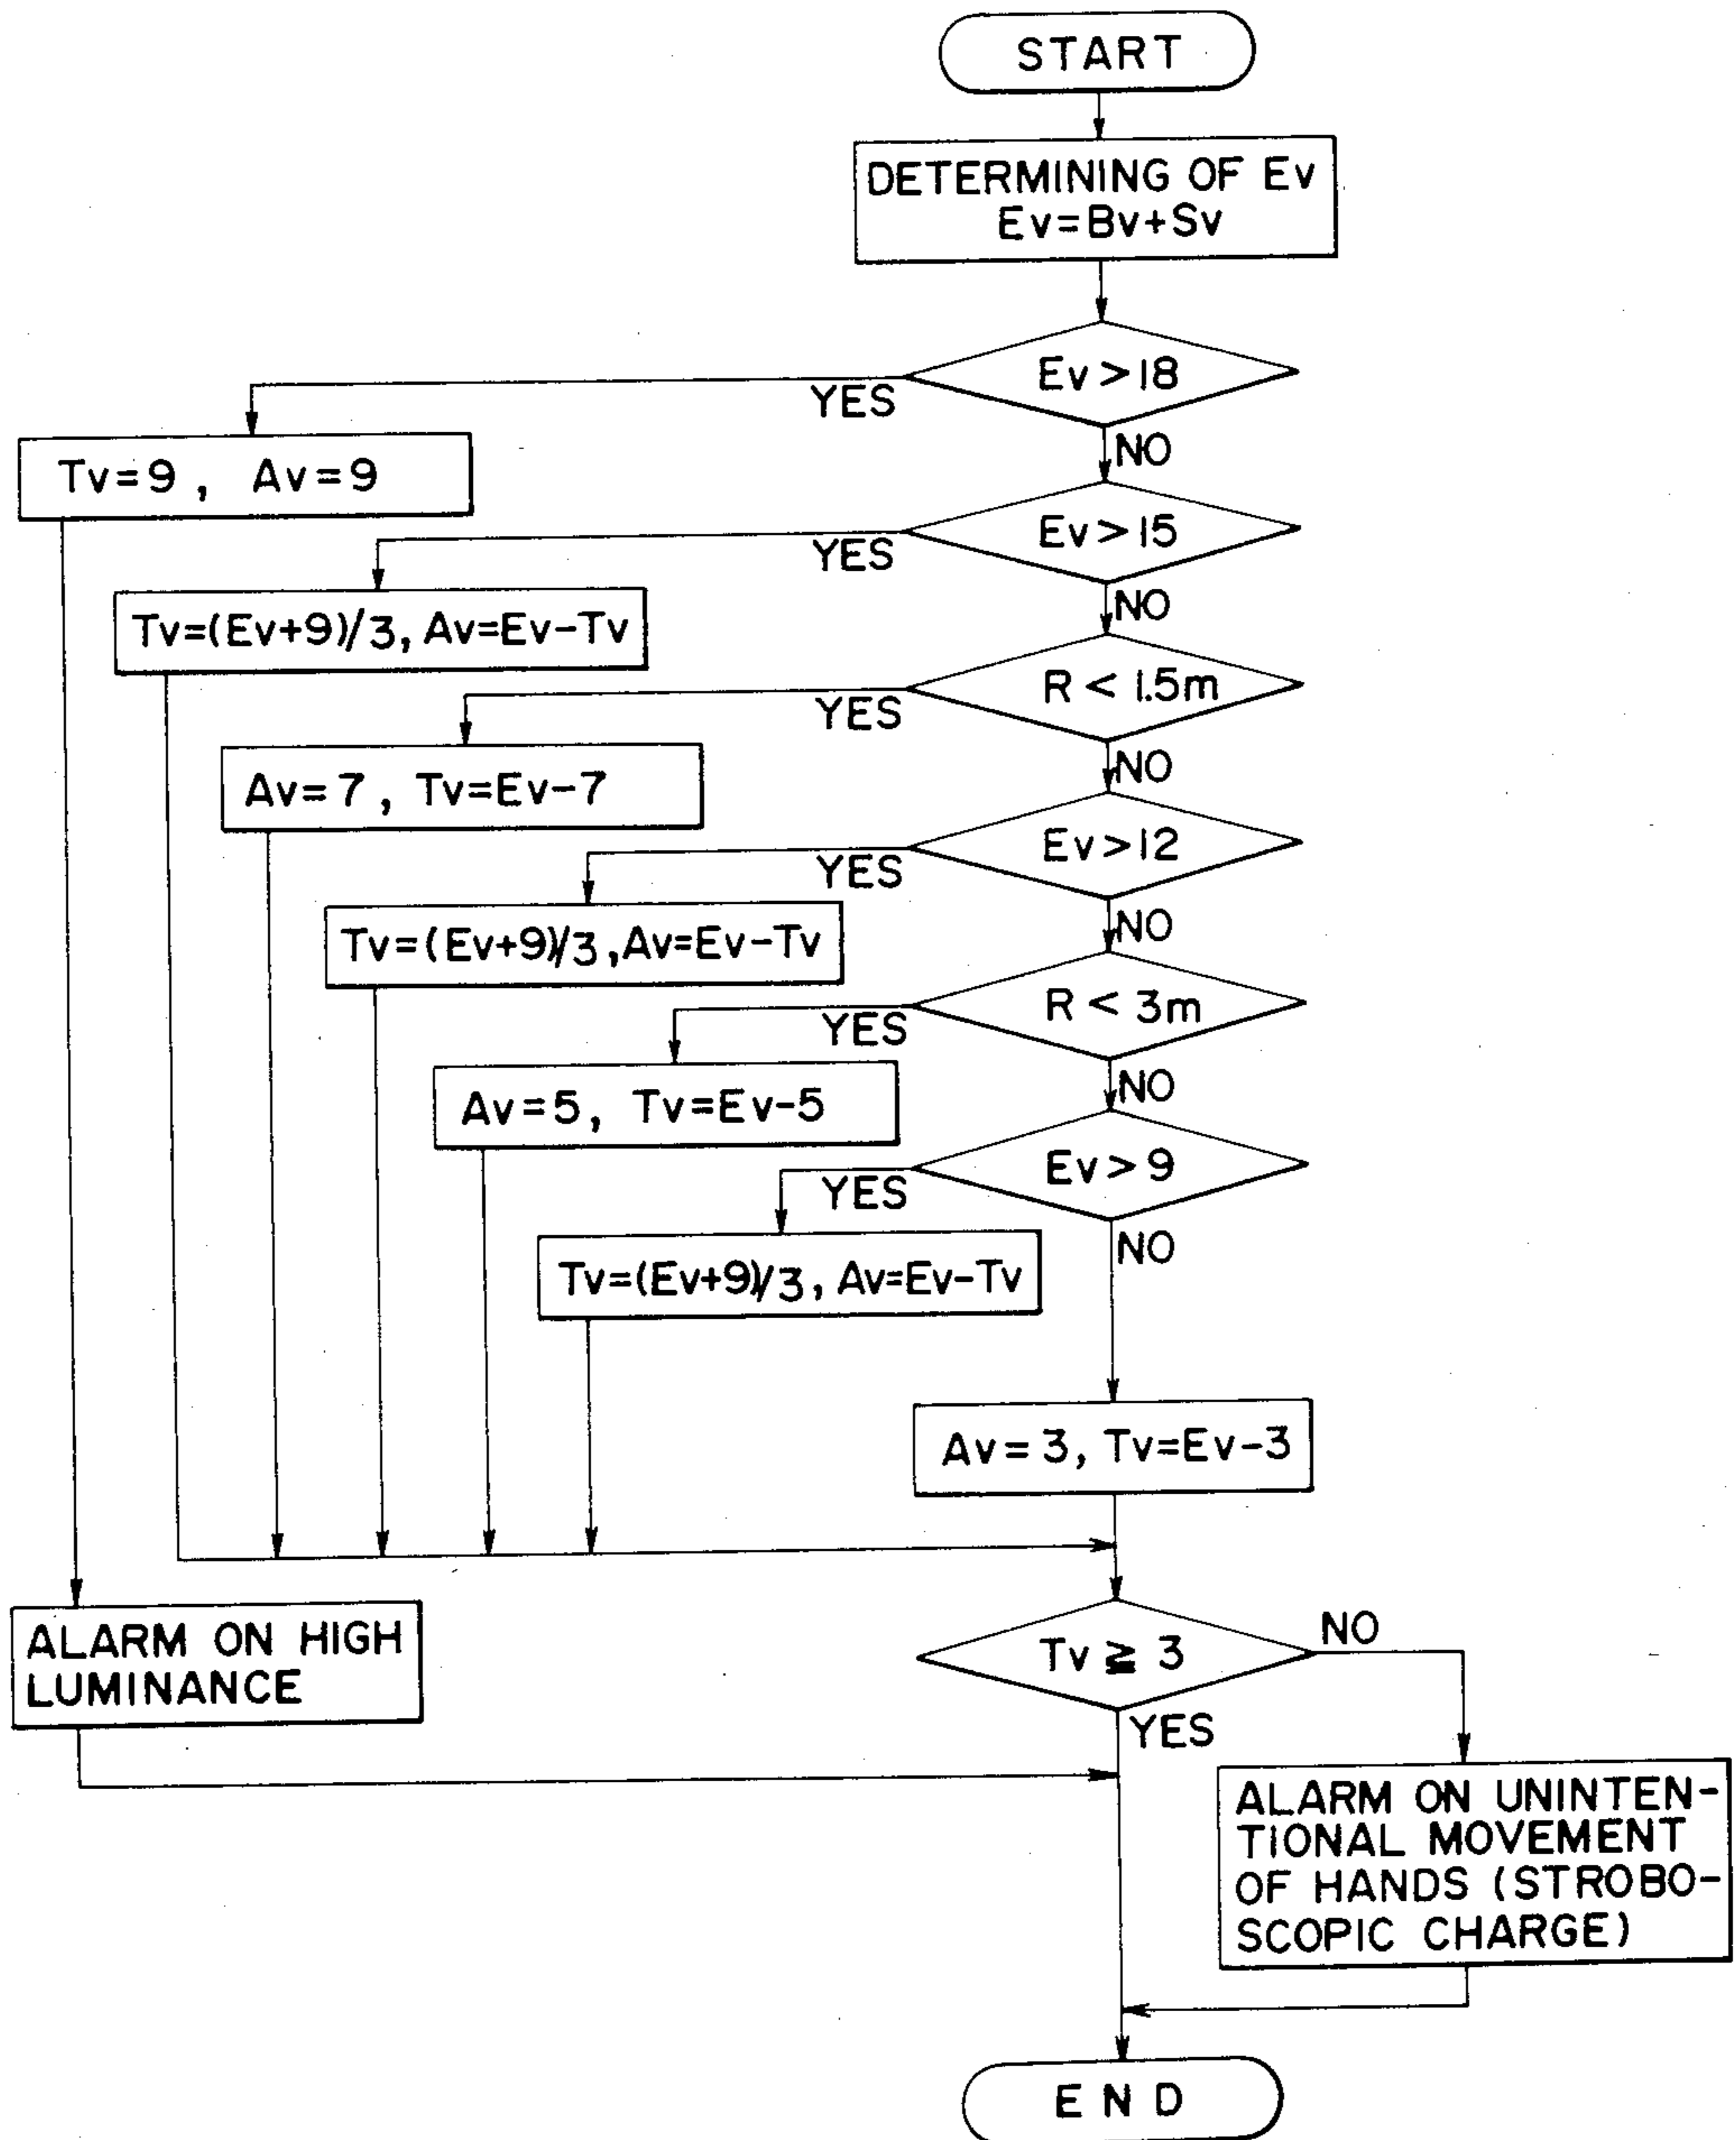 START
DETERMINING OF Ev
Ev=Bv+Sv
Ev>18
YES
NO
Tv=9, Av=9
Ev>15
YES
NO
Tv=(Ev+9)/3, Av=Ev-Tv
R < 1.5m
YES
NO
Av=7, Tv=Ev-7
Ev>12
YES
NO
Tv=(Ev+9)/3, Av=Ev-Tv
R < 3m
YES
NO
Av=5, Tv=Ev-5
Ev>9
YES
NO
Tv=(Ev+9)/3, Av=Ev-Tv
Av=3, Tv=Ev-3
ALARM ON HIGH
LUMINANCE
Tv ≧ 3
NO
YES
ALARM ON UNINTEN-
TIONAL MOVEMENT
OF HANDS (STROBO-
SCOPIC CHARGE)
END